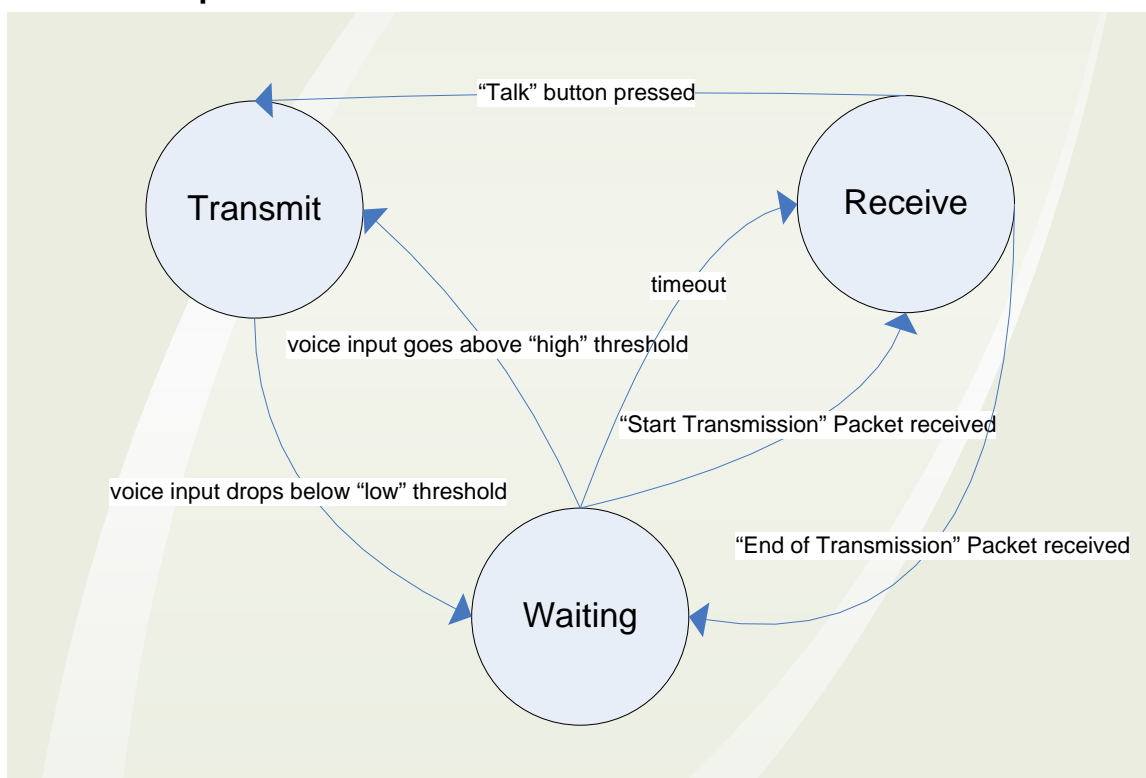 “Talk” button pressed
Transmit
Receive
timeout
voice input goes above “high” threshold
“Start Transmission” Packet received
voice input drops below “low” threshold
“End of Transmission” Packet received
Waiting